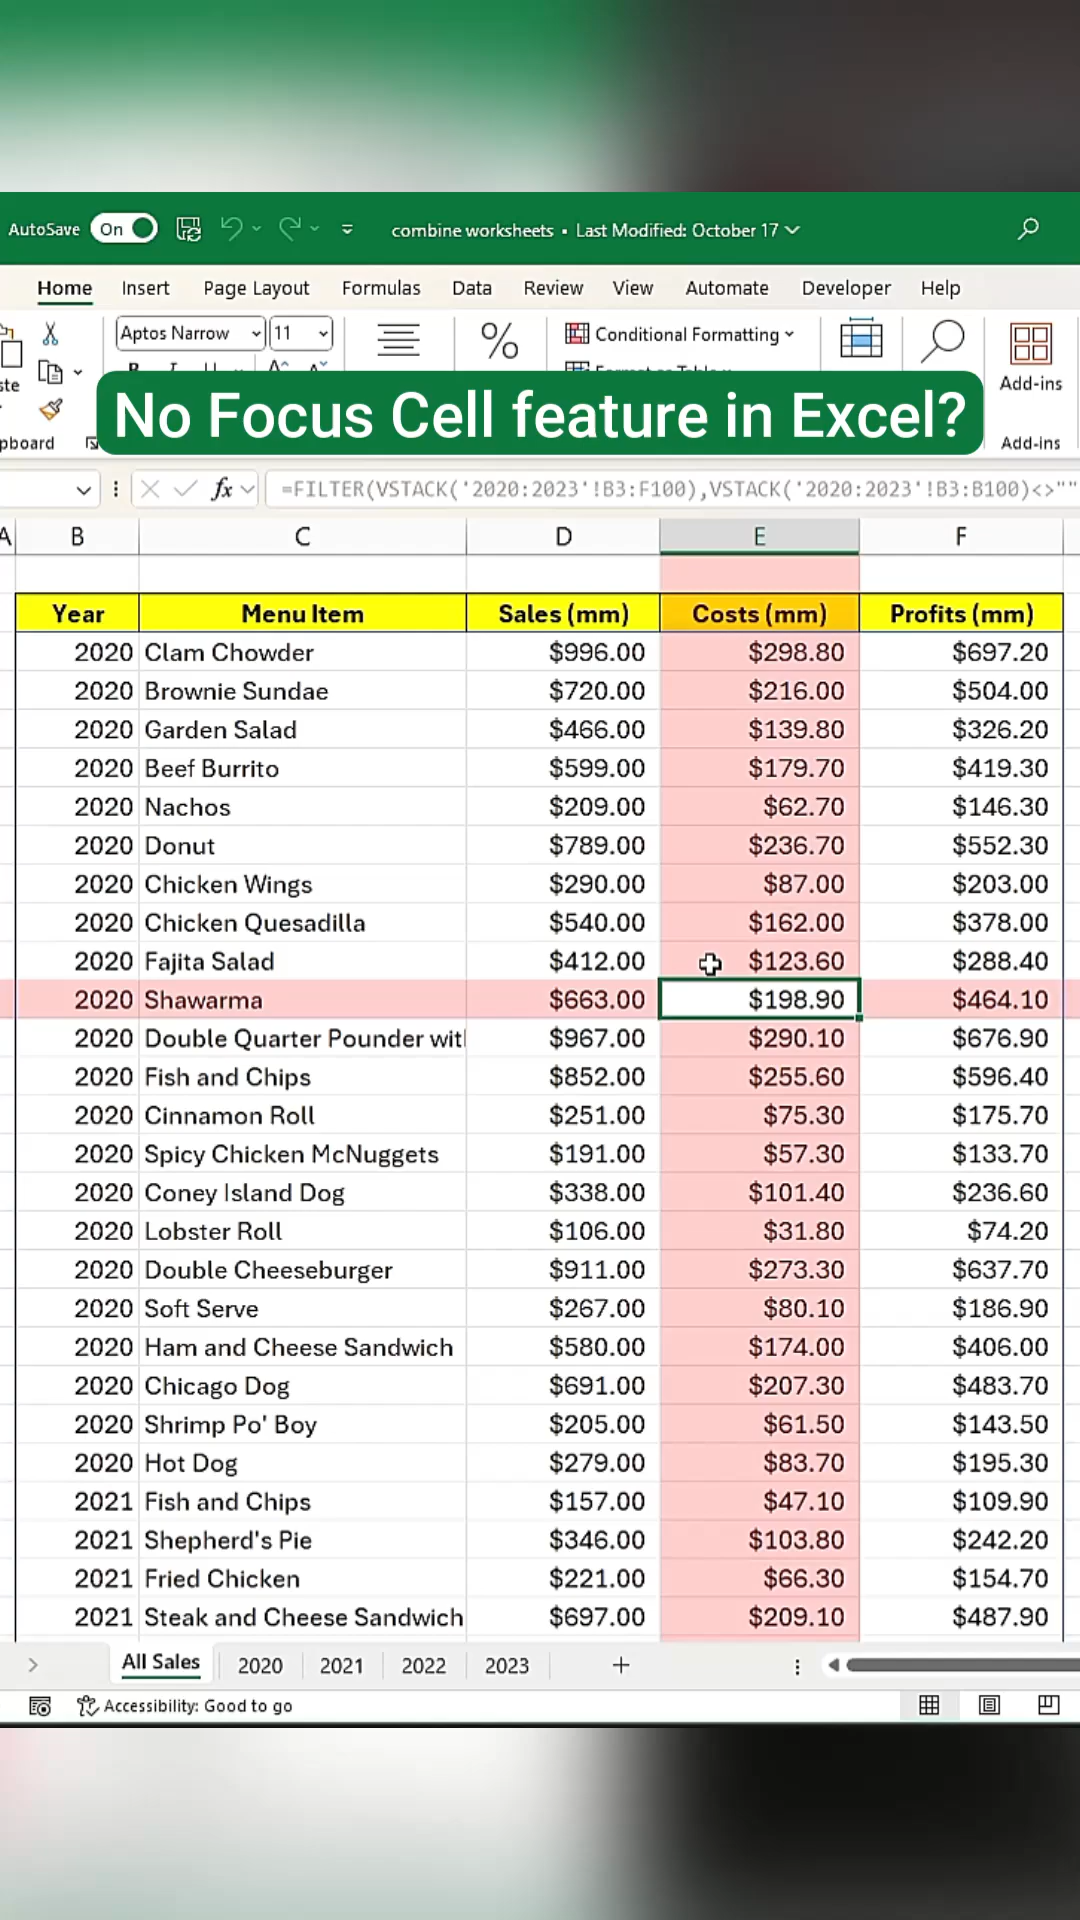 AutoSave On combine worksheets • Last Modified: October 17
Home Insert Page Layout Formulas Data Review View Automate Developer Help
Aptos Narrow 11 % Conditional Formatting
ste Add-ins
No Focus Cell feature in Excel?
pboard Add-ins
fx =FILTER(VSTACK('2020:2023'!B3:F100),VSTACK('2020:2023'!B3:B100)<>""
A B C D E F
Year Menu Item Sales (mm) Costs (mm) Profits (mm)
2020 Clam Chowder $996.00 $298.80 $697.20
2020 Brownie Sundae $720.00 $216.00 $504.00
2020 Garden Salad $466.00 $139.80 $326.20
2020 Beef Burrito $599.00 $179.70 $419.30
2020 Nachos $209.00 $62.70 $146.30
2020 Donut $789.00 $236.70 $552.30
2020 Chicken Wings $290.00 $87.00 $203.00
2020 Chicken Quesadilla $540.00 $162.00 $378.00
2020 Fajita Salad $412.00 $123.60 $288.40
2020 Shawarma $663.00 $198.90 $464.10
2020 Double Quarter Pounder wit $967.00 $290.10 $676.90
2020 Fish and Chips $852.00 $255.60 $596.40
2020 Cinnamon Roll $251.00 $75.30 $175.70
2020 Spicy Chicken McNuggets $191.00 $57.30 $133.70
2020 Coney Island Dog $338.00 $101.40 $236.60
2020 Lobster Roll $106.00 $31.80 $74.20
2020 Double Cheeseburger $911.00 $273.30 $637.70
2020 Soft Serve $267.00 $80.10 $186.90
2020 Ham and Cheese Sandwich $580.00 $174.00 $406.00
2020 Chicago Dog $691.00 $207.30 $483.70
2020 Shrimp Po' Boy $205.00 $61.50 $143.50
2020 Hot Dog $279.00 $83.70 $195.30
2021 Fish and Chips $157.00 $47.10 $109.90
2021 Shepherd's Pie $346.00 $103.80 $242.20
2021 Fried Chicken $221.00 $66.30 $154.70
2021 Steak and Cheese Sandwich $697.00 $209.10 $487.90
All Sales 2020 2021 2022 2023
Accessibility: Good to go